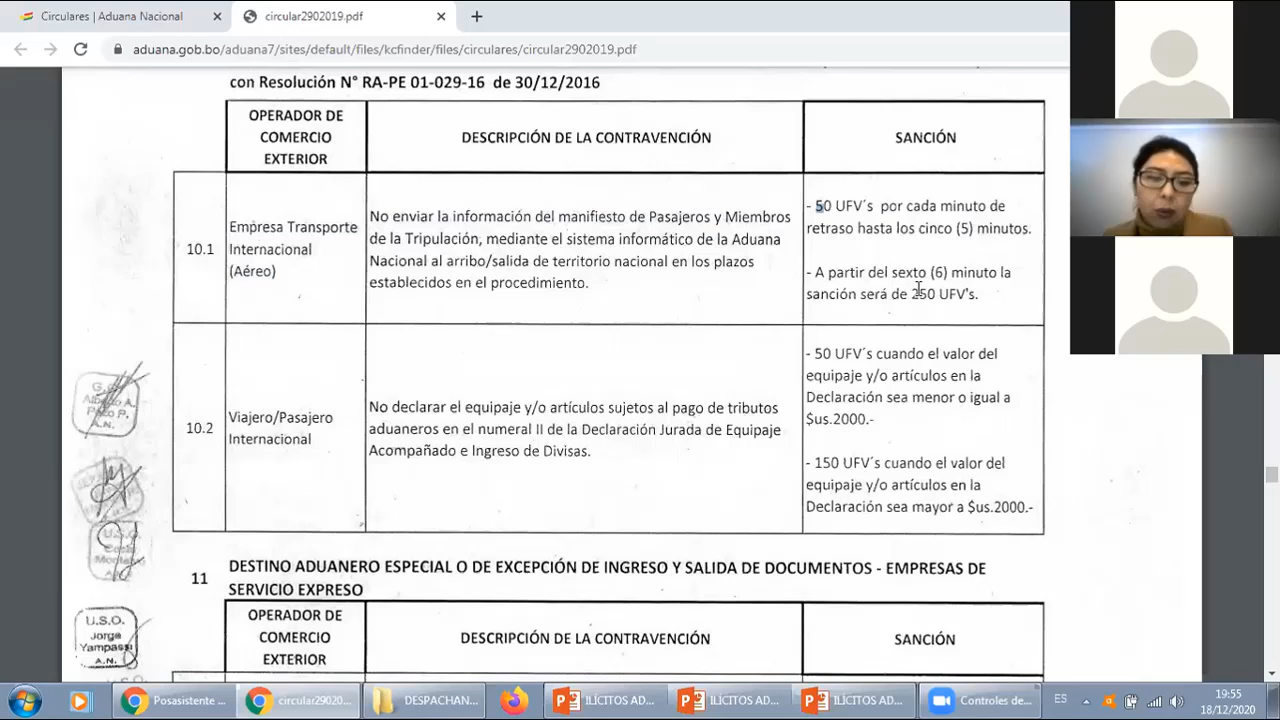 Circulares | Aduana Nacional
circular2902019.pdf
aduana.gob.bo/aduana7/sites/default/files/kcfinder/files/circulares/circular2902019.pdf
con Resolución N° RA-PE 01-029-16 de 30/12/2016
OPERADOR DE
COMERCIO
EXTERIOR
DESCRIPCIÓN DE LA CONTRAVENCIÓN
SANCIÓN
10.1
Empresa Transporte
Internacional
(Aéreo)
No enviar la información del manifiesto de Pasajeros y Miembros
de la Tripulación, mediante el sistema informático de la Aduana
Nacional al arribo/salida de territorio nacional en los plazos
establecidos en el procedimiento.
- 50 UFV´s por cada minuto de
retraso hasta los cinco (5) minutos.
- A partir del sexto (6) minuto la
sanción será de 250 UFV's.
10.2
Viajero/Pasajero
Internacional
No declarar el equipaje y/o artículos sujetos al pago de tributos
aduaneros en el numeral II de la Declaración Jurada de Equipaje
Acompañado e Ingreso de Divisas.
- 50 UFV´s cuando el valor del
equipaje y/o artículos en la
Declaración sea menor o igual a
$us.2000.-
- 150 UFV´s cuando el valor del
equipaje y/o artículos en la
Declaración sea mayor a $us.2000.-
11
DESTINO ADUANERO ESPECIAL O DE EXCEPCIÓN DE INGRESO Y SALIDA DE DOCUMENTOS - EMPRESAS DE
SERVICIO EXPRESO
OPERADOR DE
COMERCIO
EXTERIOR
DESCRIPCIÓN DE LA CONTRAVENCIÓN
SANCIÓN
A.N.
U.S.O.
U.S.O.
Jorge
A.N.
Posasistente ...
circular2902...
DESPACHAN...
ILÍCITOS AD...
ILÍCITOS AD...
ILÍCITOS AD...
Controles de...
ES
19:55
18/12/2020